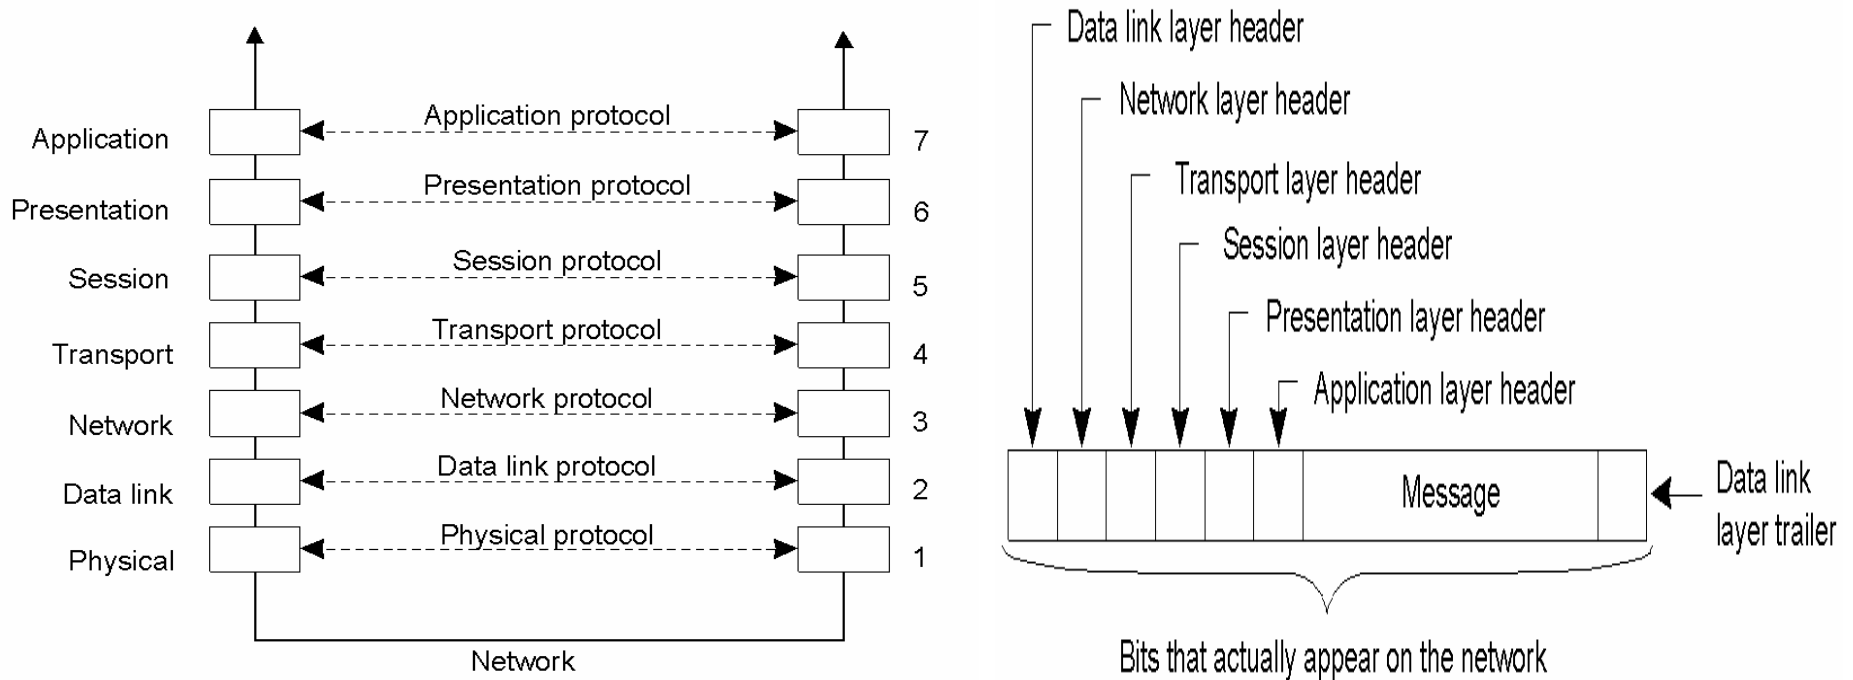 Application
Application protocol
7
Presentation
Presentation protocol
6
Session
Session protocol
5
Transport
Transport protocol
4
Network
Network protocol
3
Data link
Data link protocol
2
Physical
Physical protocol
1
Network
Data link layer header
Network layer header
Transport layer header
Session layer header
Presentation layer header
Application layer header
Message
Data link
layer trailer
Bits that actually appear on the network